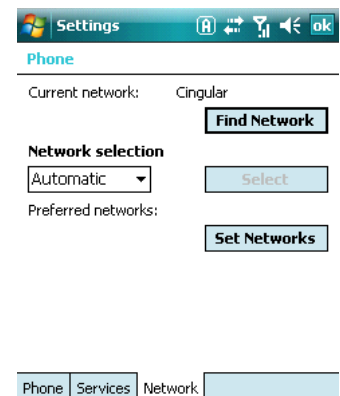 Settings A ok
Phone
Current network: Cingular
Find Network
Network selection
Automatic Select
Preferred networks:
Set Networks
Phone Services Network